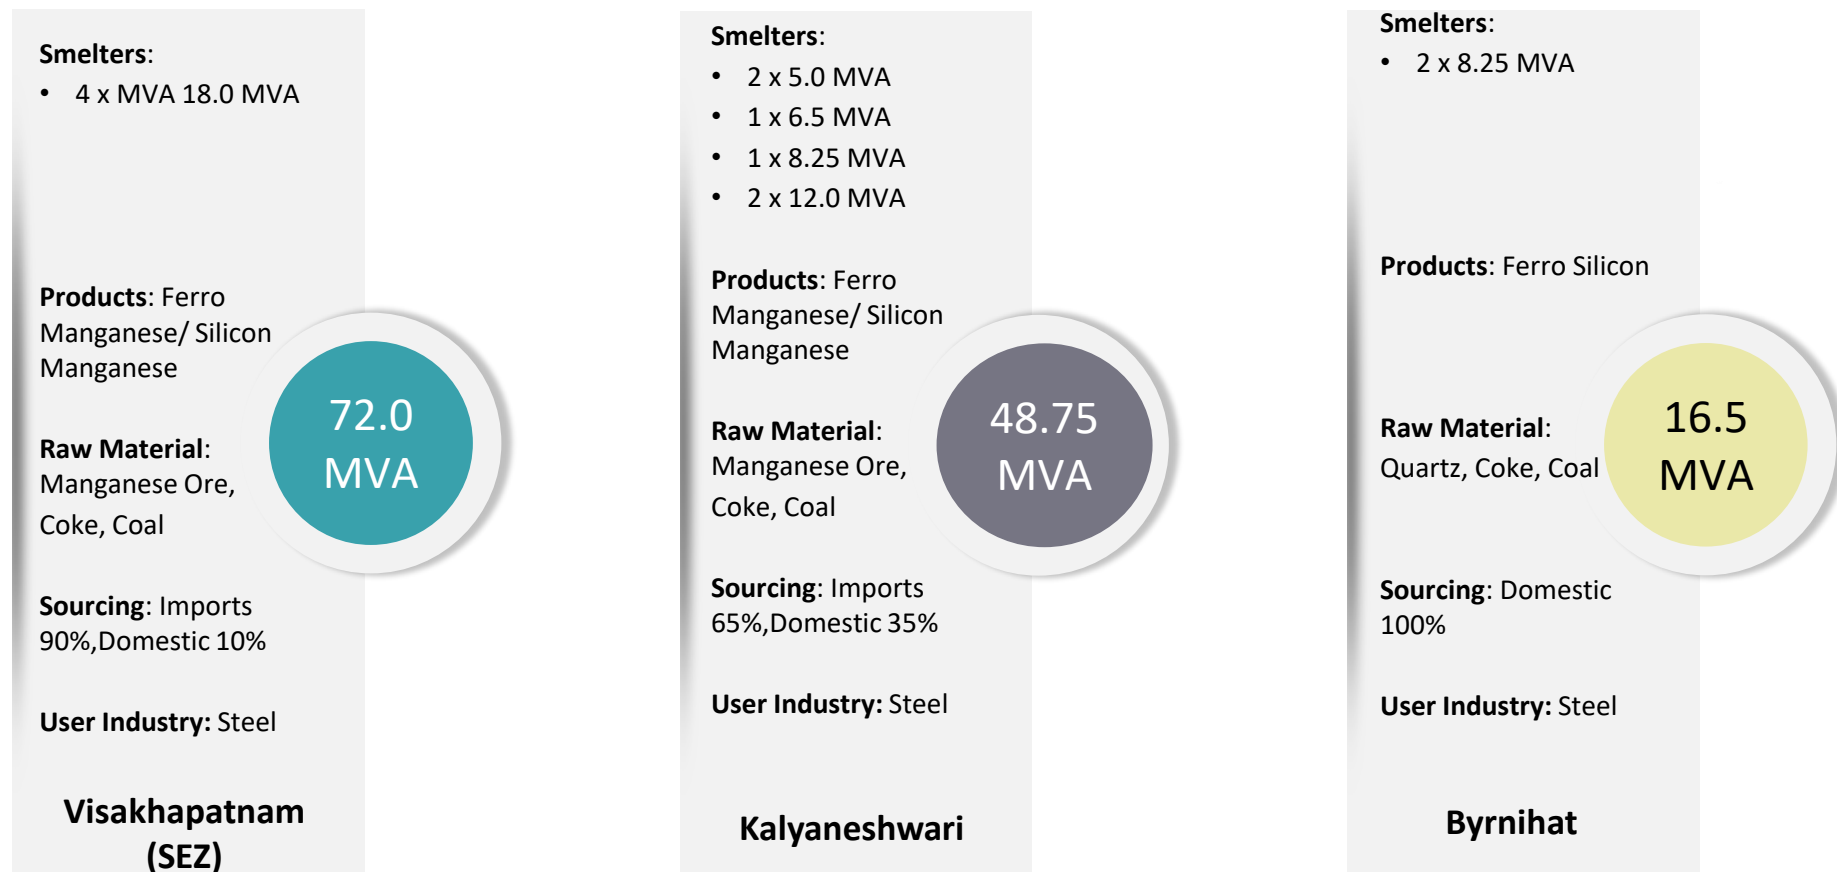 Smelters:
• 4 x MVA 18.0 MVA
Products: Ferro
Manganese/ Silicon
Manganese
Raw Material:
Manganese Ore,
Coke, Coal
Sourcing: Imports
90%,Domestic 10%
User Industry: Steel
72.0
MVA
Visakhapatnam
(SEZ)
Smelters:
• 2 x 5.0 MVA
• 1 x 6.5 MVA
• 1 x 8.25 MVA
• 2 x 12.0 MVA
Products: Ferro
Manganese/ Silicon
Manganese
Raw Material:
Manganese Ore,
Coke, Coal
Sourcing: Imports
65%,Domestic 35%
User Industry: Steel
48.75
MVA
Kalyaneshwari
Smelters:
• 2 x 8.25 MVA
Products: Ferro Silicon
Raw Material:
Quartz, Coke, Coal
Sourcing: Domestic
100%
User Industry: Steel
16.5
MVA
Byrnihat